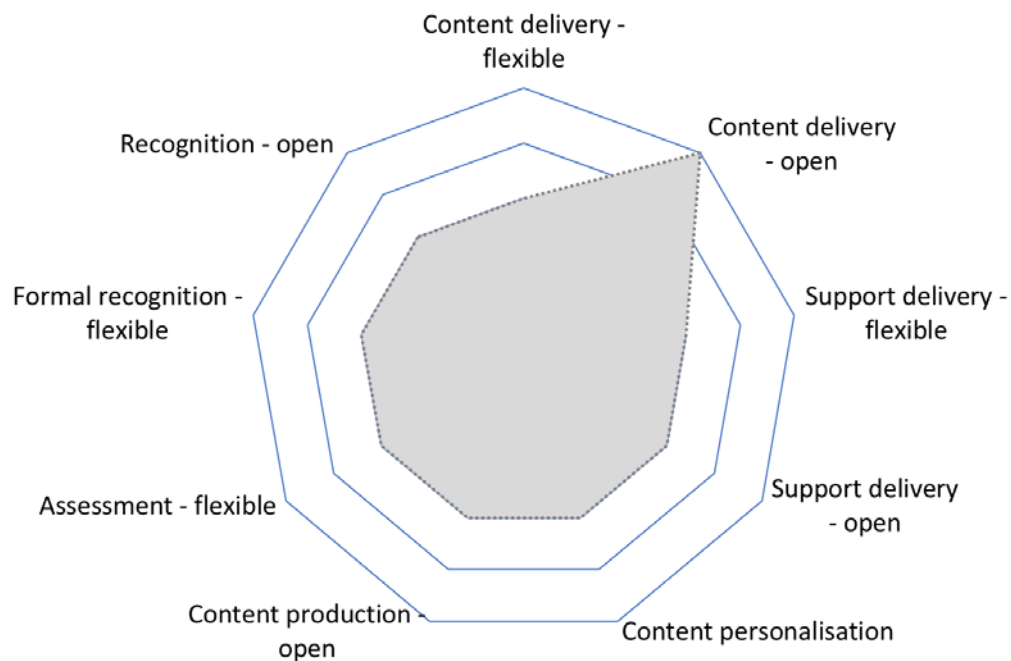 Content delivery -
flexible
Content delivery
- open
Support delivery -
flexible
Support delivery
- open
Content personalisation
Content production -
open
Assessment - flexible
Formal recognition -
flexible
Recognition - open